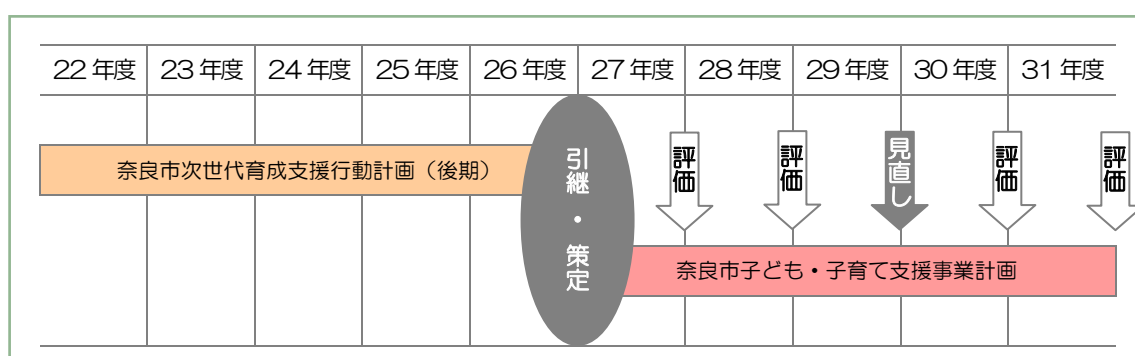 22年度 23年度 24年度 25年度 26年度 27年度 28年度 29年度 30年度 31年度
奈良市次世代育成支援行動計画（後期）
引継・策定
評価
評価
見直し
評価
評価
奈良市子ども・子育て支援事業計画